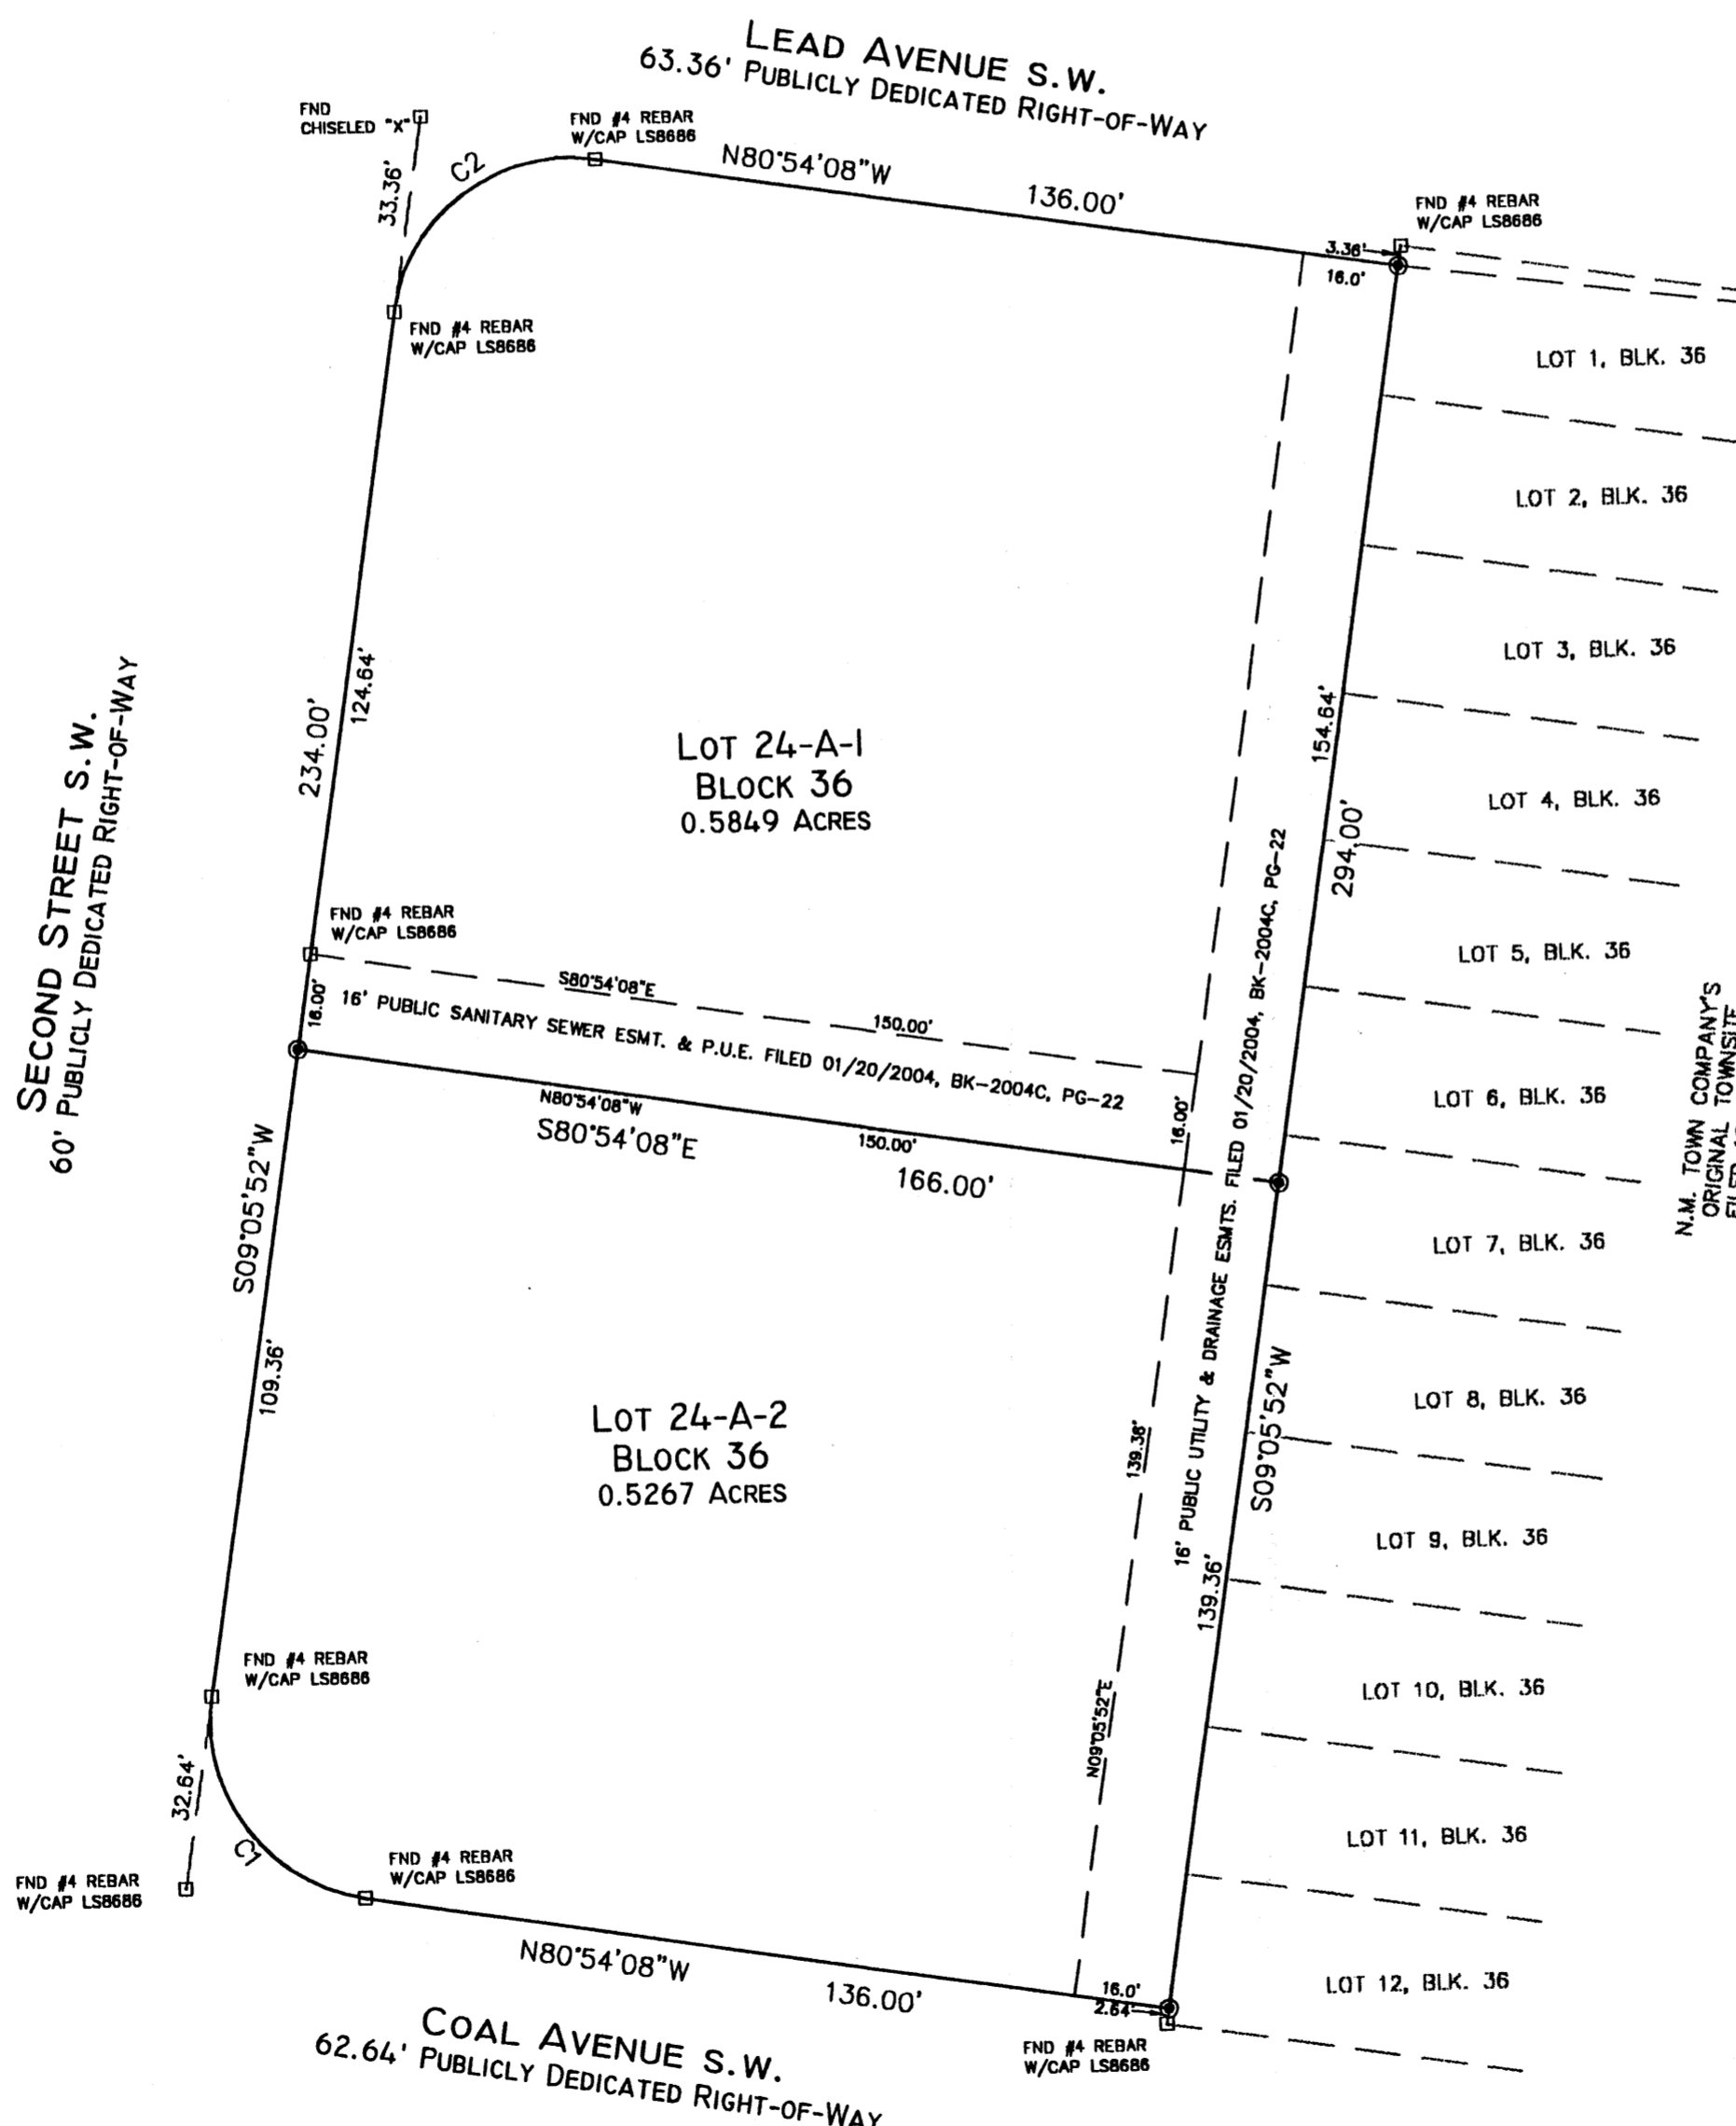 LEAD AVENUE S.W.
63.36' PUBLICLY DEDICATED RIGHT-OF-WAY
FND
CHISELED "X"
FND #4 REBAR
W/CAP LS8686
33.36'
C2
N80°54'08"W
136.00'
FND #4 REBAR
W/CAP LS8686
3.36'
16.0'
FND #4 REBAR
W/CAP LS8686
LOT 1, BLK. 36
LOT 2, BLK. 36
LOT 3, BLK. 36
LOT 4, BLK. 36
LOT 5, BLK. 36
LOT 6, BLK. 36
LOT 7, BLK. 36
LOT 8, BLK. 36
LOT 9, BLK. 36
LOT 10, BLK. 36
LOT 11, BLK. 36
LOT 12, BLK. 36
N.M. TOWN COMPANY'S
ORIGINAL TOWNSITE
SECOND STREET S.W.
60' PUBLICLY DEDICATED RIGHT-OF-WAY
234.00'
124.64'
LOT 24-A-1
BLOCK 36
0.5849 ACRES
154.64'
294.00'
FND #4 REBAR
W/CAP LS8686
16.00'
S80°54'08"E
150.00'
16' PUBLIC SANITARY SEWER ESMT. & P.U.E. FILED 01/20/2004, BK-2004C, PG-22
16.00'
16' PUBLIC UTILITY & DRAINAGE ESMTS. FILED 01/20/2004, BK-2004C, PG-22
N80°54'08"W
150.00'
S80°54'08"E
166.00'
S09°05'52"W
109.36'
LOT 24-A-2
BLOCK 36
0.5267 ACRES
139.36'
S09°05'52"W
139.36'
N09°05'52"E
FND #4 REBAR
W/CAP LS8686
32.64'
C1
FND #4 REBAR
W/CAP LS8686
FND #4 REBAR
W/CAP LS8686
N80°54'08"W
136.00'
16.0'
2.64'
FND #4 REBAR
W/CAP LS8686
COAL AVENUE S.W.
62.64' PUBLICLY DEDICATED RIGHT-OF-WAY